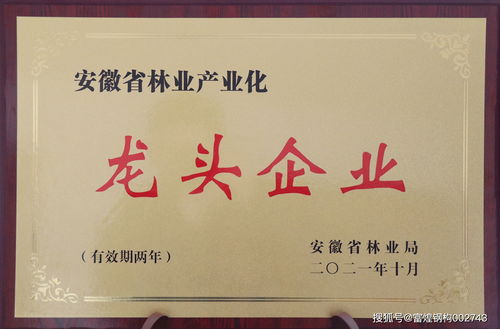 安徽省林业产业化
龙头企业
(有效期两年)
安徽省林业局
二〇二一年十月
搜狐号@富煌钢构002743